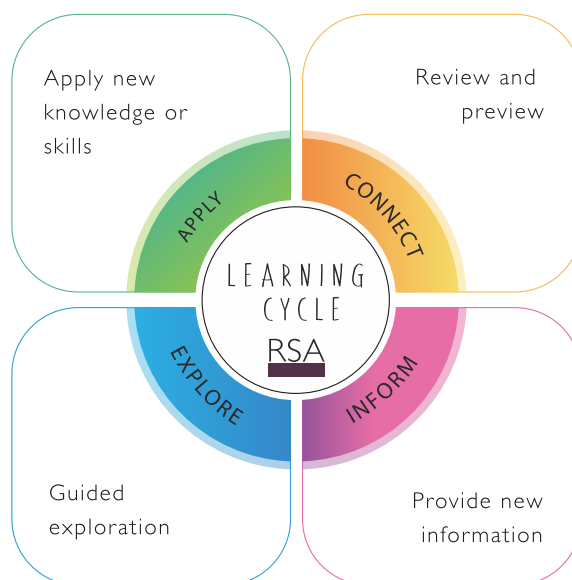 Apply new
knowledge or
skills
Review and
preview
APPLY
CONNECT
LEARNING
CYCLE
RSA
EXPLORE
INFORM
Guided
exploration
Provide new
information